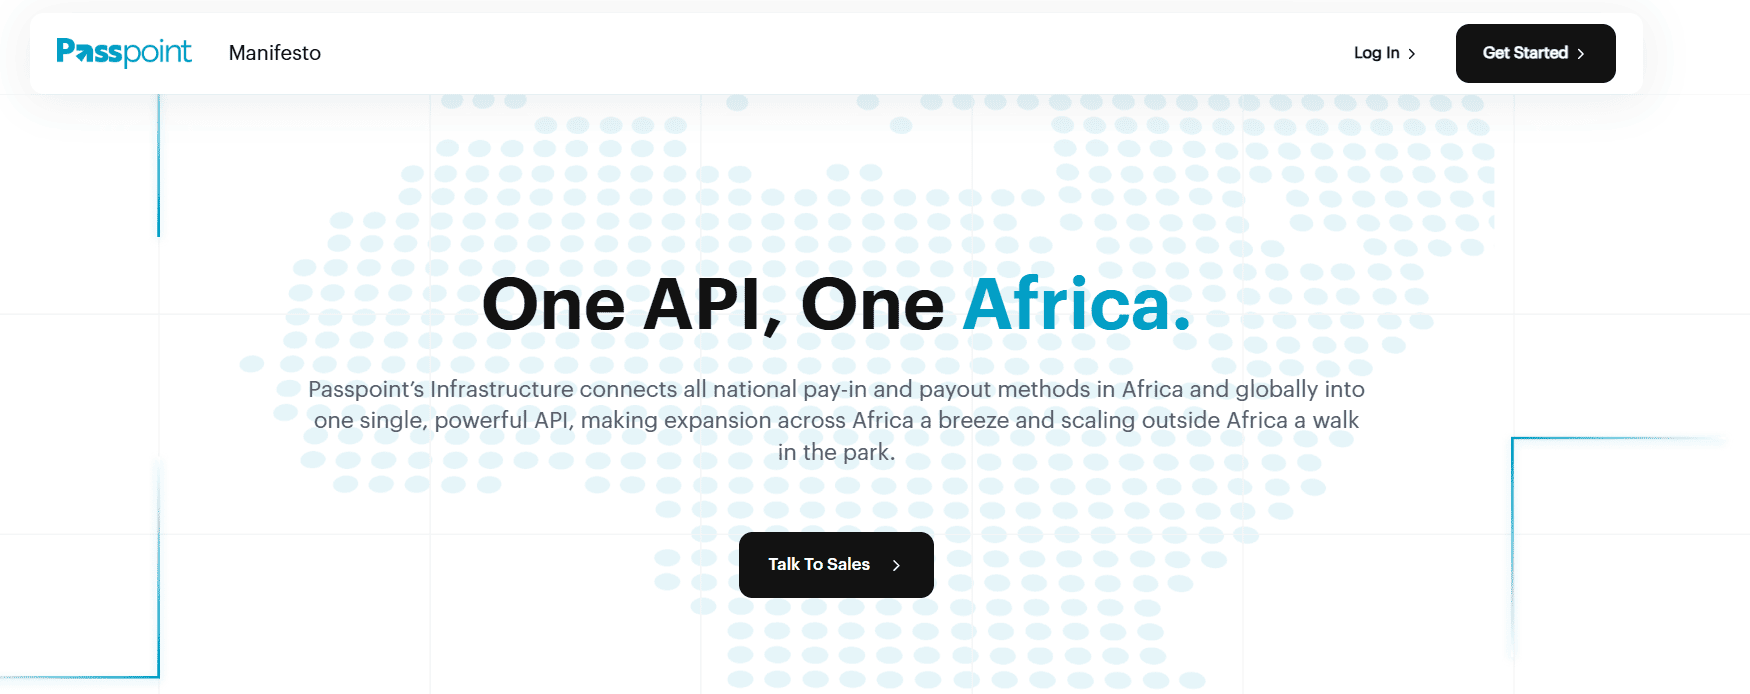 Passpoint
Manifesto
Log In
Get Started
One API, One Africa.
Passpoint’s Infrastructure connects all national pay-in and payout methods in Africa and globally into
one single, powerful API, making expansion across Africa a breeze and scaling outside Africa a walk
in the park.
Talk To Sales